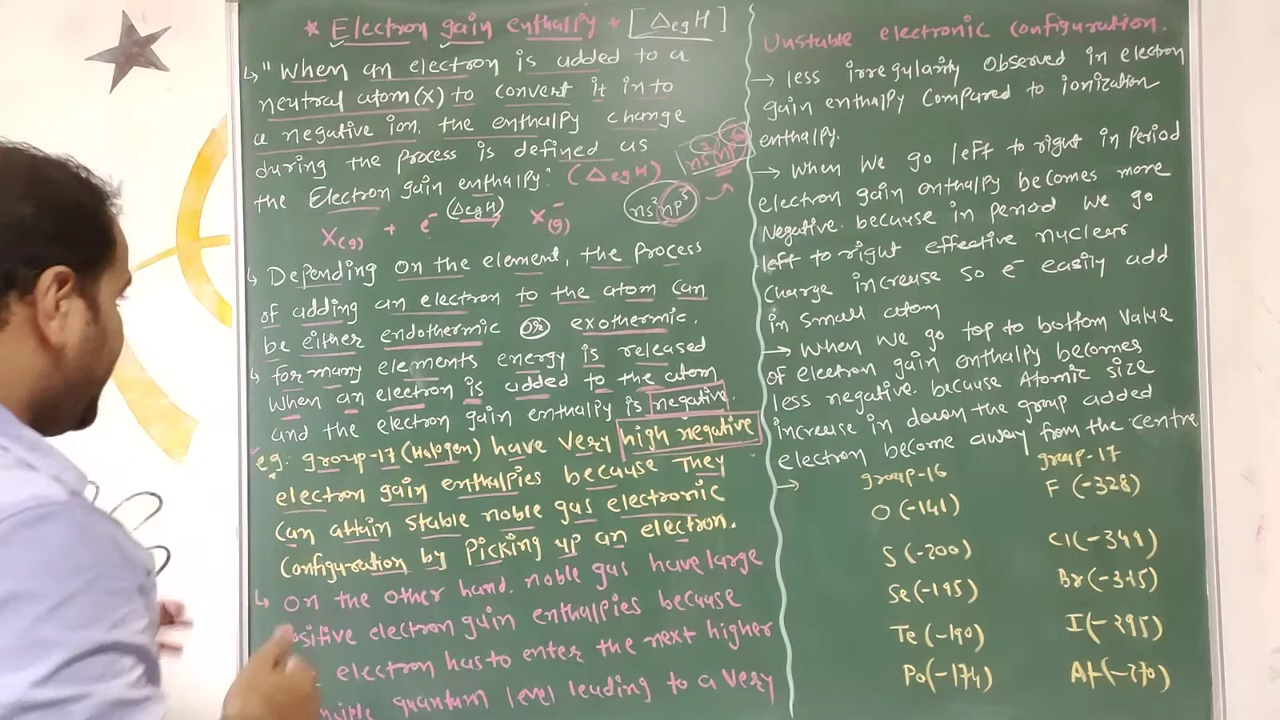 * Electron gain enthalpy → [ΔegH]
↳ "When an electron is added to a
neutral atom(X) to convert it in to
a negative ion, the enthalpy change
during the process is defined as
the Electron gain enthalpy." (ΔegH)
ns² np⁶
ns² np³
X(g) + e⁻ (ΔegH) → X⁻(g)
↳ Depending on the element, the process
of adding an electron to the atom can
be either endothermic OR exothermic.
↳ for many elements energy is released
when an electron is added to the atom
and the electron gain enthalpy is negative.
eg: group-17 (Halogen) have very high negative
electron gain enthalpies because They
can attain stable noble gas electronic
configuration by picking up an electron.
↳ On the other hand, noble gas have large
positive electron gain enthalpies because
electron has to enter the next higher
quantum level leading to a very
Unstable electronic configuration.
→ less irregularity observed in electron
gain enthalpy compared to ionization
enthalpy.
→ when we go left to right in period
electron gain enthalpy becomes more
Negative. because in period we go
left to right effective nuclear
charge increase so e⁻ easily add
in small atom
→ when we go top to bottom value
of electron gain enthalpy becomes
less negative. because Atomic size
increase in down the group added
electron become away from the centre
→ group-16 group-17
O (-141) F (-328)
S (-200) Cl (-349)
Se (-195) Br (-325)
Te (-190) I (-295)
Po (-174) At (-270)